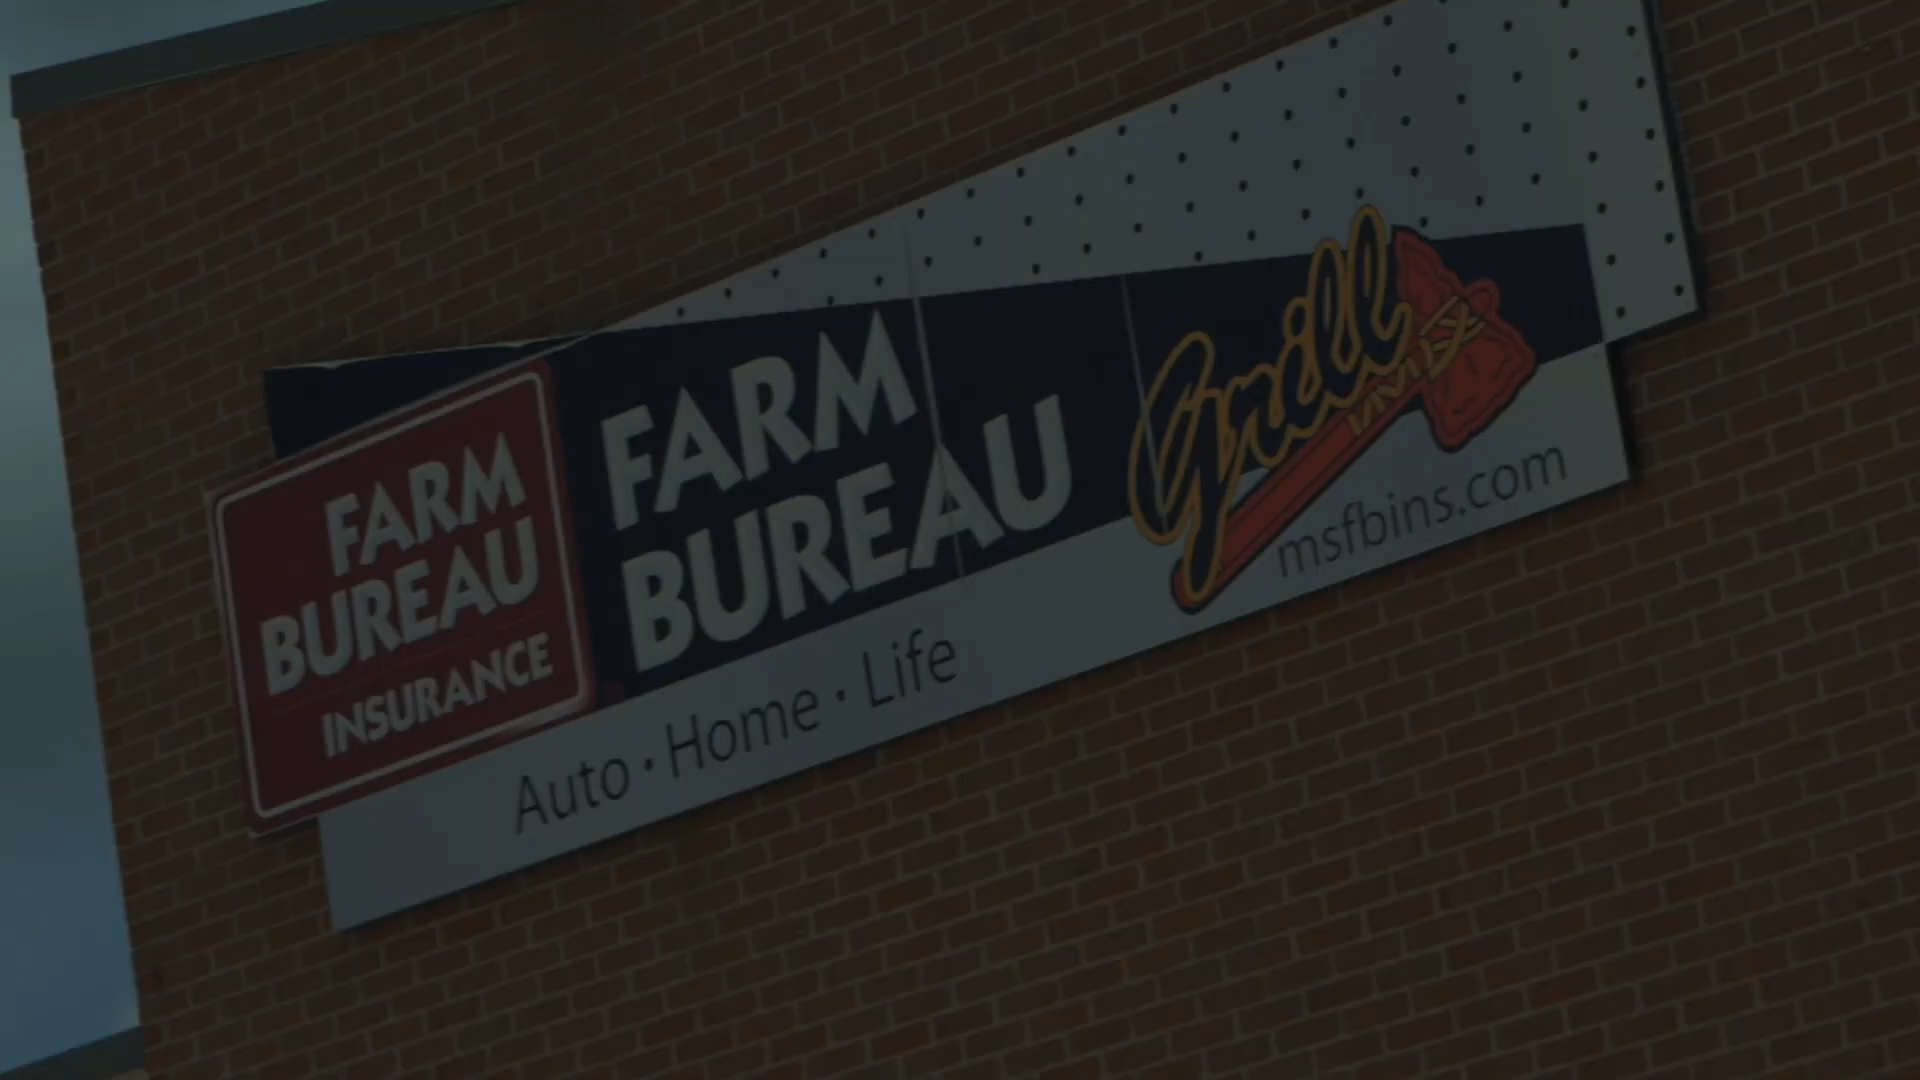 FARM
BUREAU
INSURANCE
FARM
BUREAU
Grill
msfbins.com
Auto · Home · Life